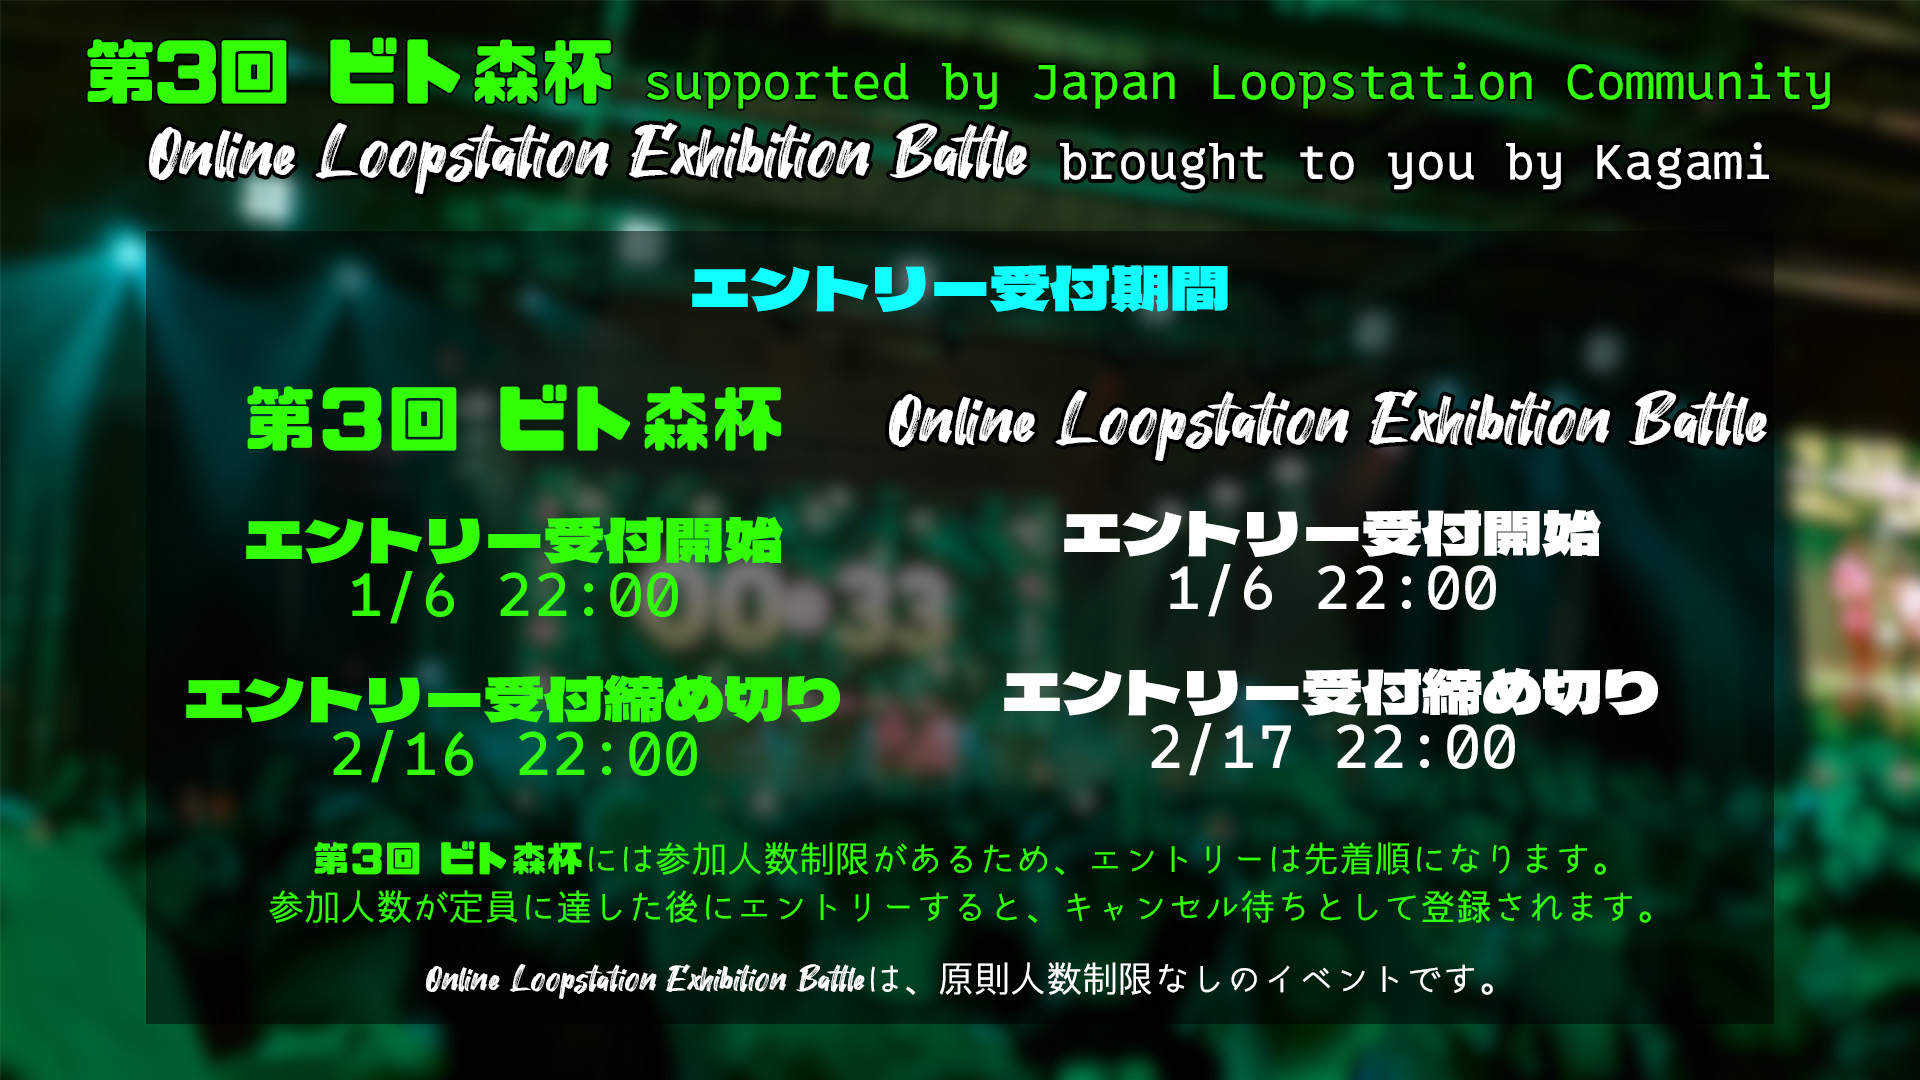 第3回 ビト森杯 supported by Japan Loopstation Community
Online Loopstation Exhibition Battle brought to you by Kagami
エントリー受付期間
第3回 ビト森杯
エントリー受付開始
1/6 22:00
エントリー受付締め切り
2/16 22:00
Online Loopstation Exhibition Battle
エントリー受付開始
1/6 22:00
エントリー受付締め切り
2/17 22:00
00:33
第3回 ビト森杯には参加人数制限があるため、エントリーは先着順になります。
参加人数が定員に達した後にエントリーすると、キャンセル待ちとして登録されます。
Online Loopstation Exhibition Battleは、原則人数制限なしのイベントです。